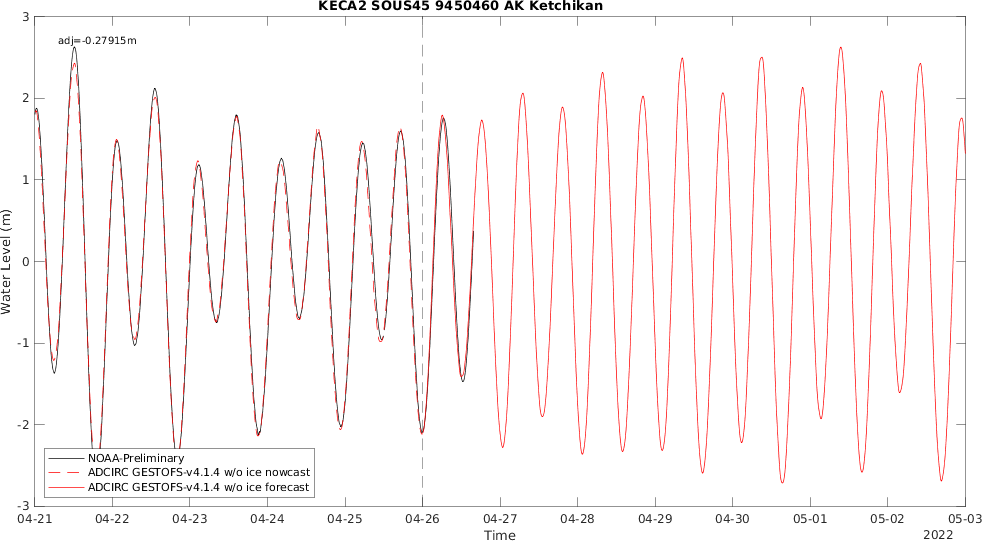 KECA2 SOUS45 9450460 AK Ketchikan
adj=-0.27915m
3
2
1
0
-1
-2
-3
Water Level (m)
NOAA-Preliminary
ADCIRC GESTOFS-v4.1.4 w/o ice nowcast
ADCIRC GESTOFS-v4.1.4 w/o ice forecast
04-21 04-22 04-23 04-24 04-25 04-26 04-27 04-28 04-29 04-30 05-01 05-02 05-03
Time
2022